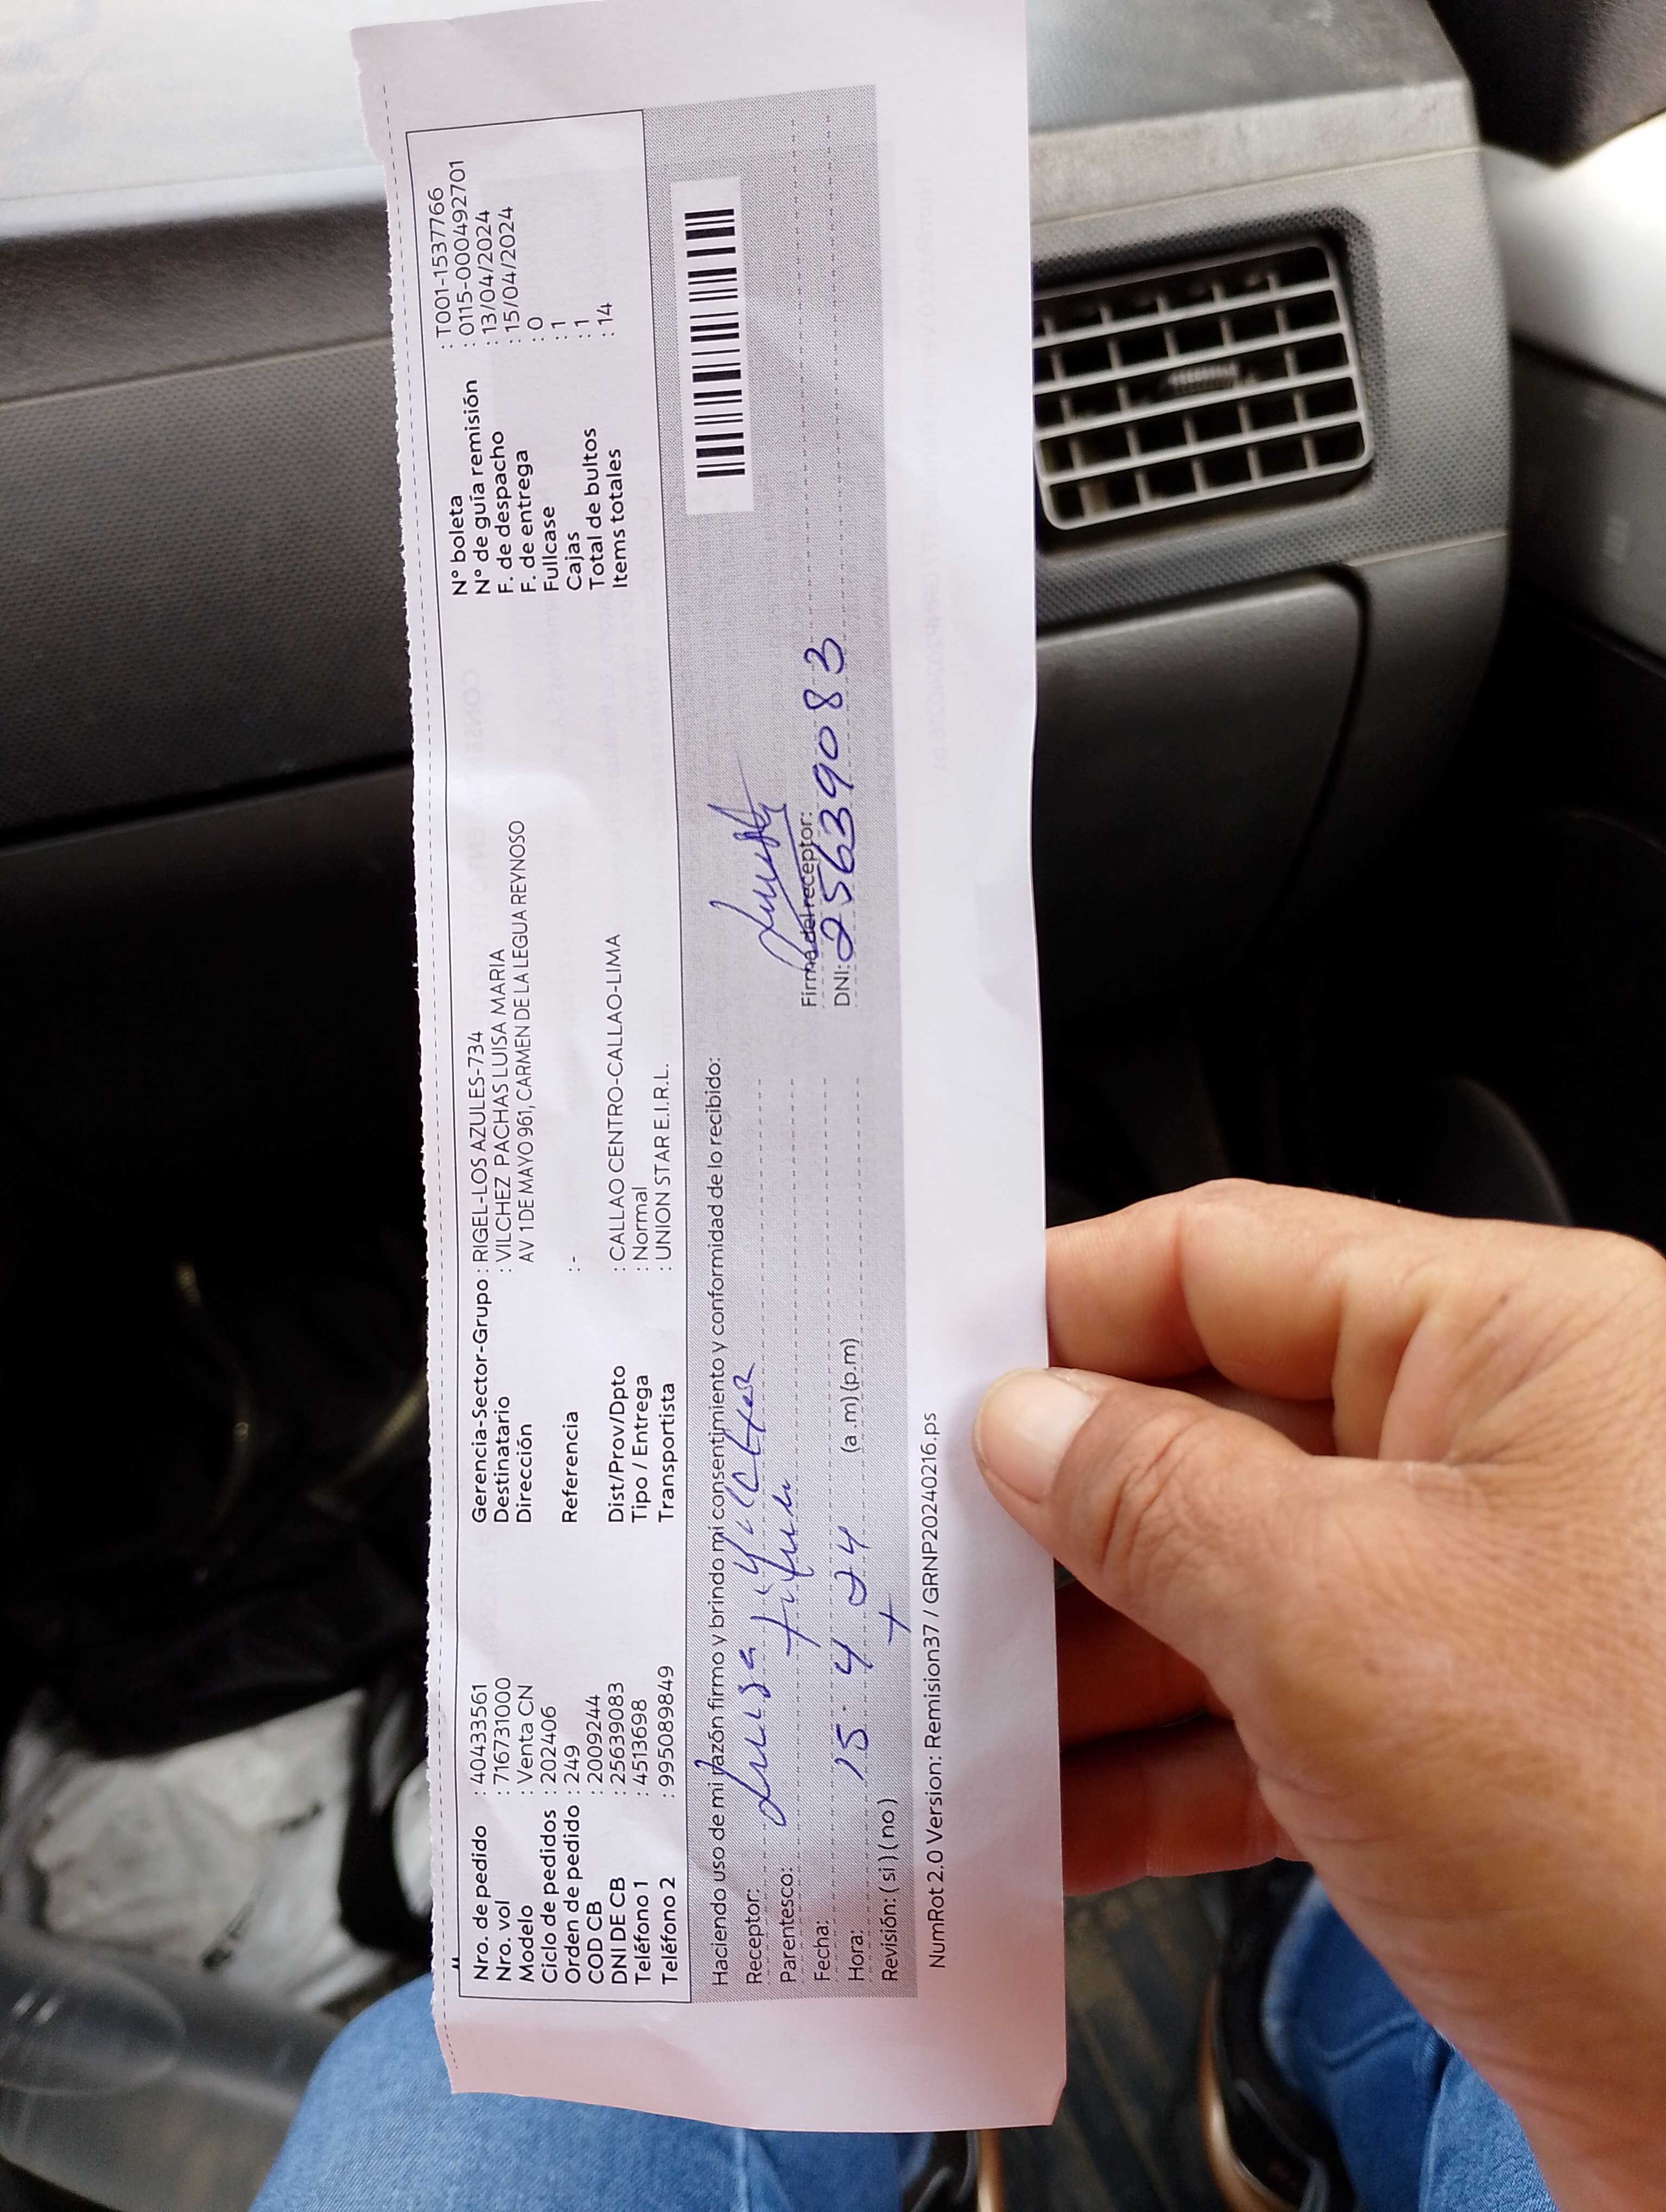 Nro. de pedido : 40433561
Nro. vol : 716731000
Modelo : Venta CN
Ciclo de pedidos : 202406
Orden de pedido : 249
COD CB : 2009244
DNI DE CB : 25639083
Teléfono 1 : 4513698
Teléfono 2 : 995089849
Gerencia-Sector-Grupo : RIGEL-LOS AZULES-734
Destinatario : VILCHEZ PACHAS LUISA MARIA
Dirección AV 1 DE MAYO 961, CARMEN DE LA LEGUA REYNOSO
Referencia : -
Dist/Prov/Dpto : CALLAO CENTRO-CALLAO-LIMA
Tipo / Entrega : Normal
Transportista : UNION STAR E.I.R.L.
N° boleta : T001-1537766
N° de guía remisión : 0115-0000492701
F. de despacho : 13/04/2024
F. de entrega : 15/04/2024
Fullcase : 0
Cajas : 1
Total de bultos : 1
Items totales : 14
Haciendo uso de mi razón firmo y brindo mi consentimiento y conformidad de lo recibido:
Receptor: Luisa Vilchez
Parentesco:
Fecha: 15 4 24
Hora: (a .m) (p.m)
Revisión: ( si ) ( no )
Firma del receptor:
DNI: 25639083
NumRot 2.0 Version: Remision37 / GRNP20240216.ps